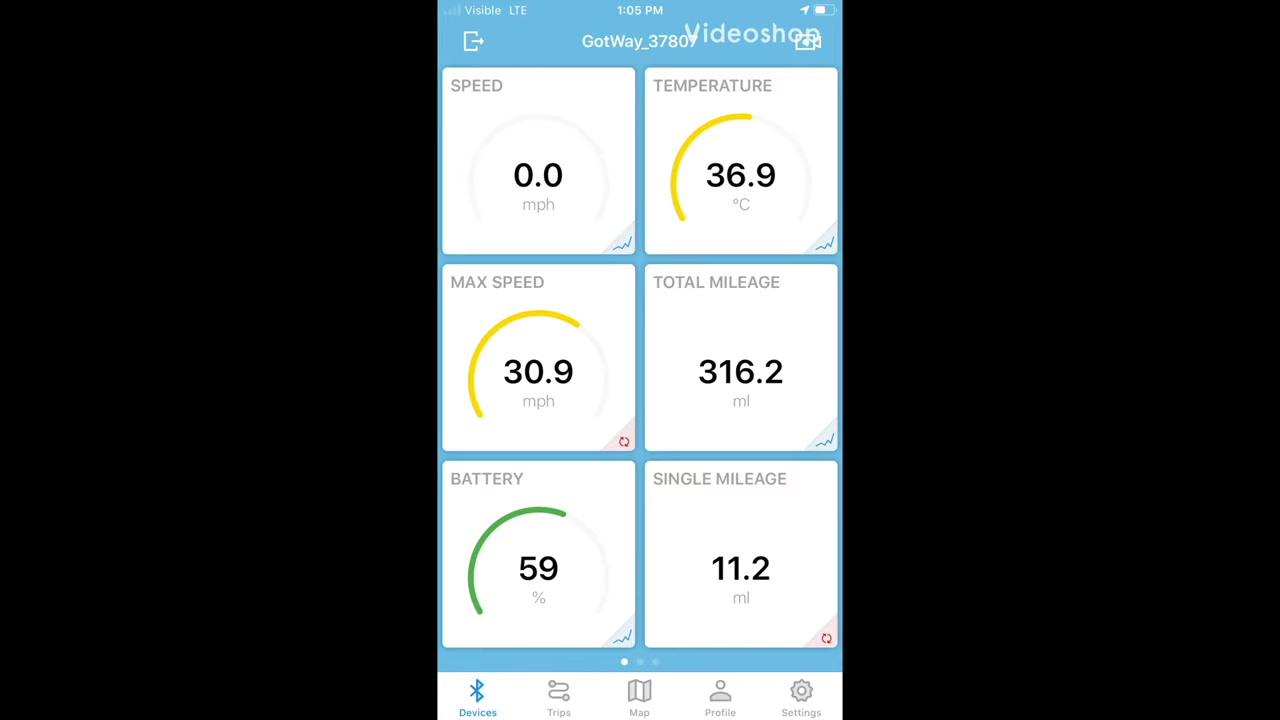 Visible LTE
1:05 PM
GotWay_37807
Videoshop
SPEED
0.0
mph
TEMPERATURE
36.9
°C
MAX SPEED
30.9
mph
TOTAL MILEAGE
316.2
ml
BATTERY
59
%
SINGLE MILEAGE
11.2
ml
Devices
Trips
Map
Profile
Settings